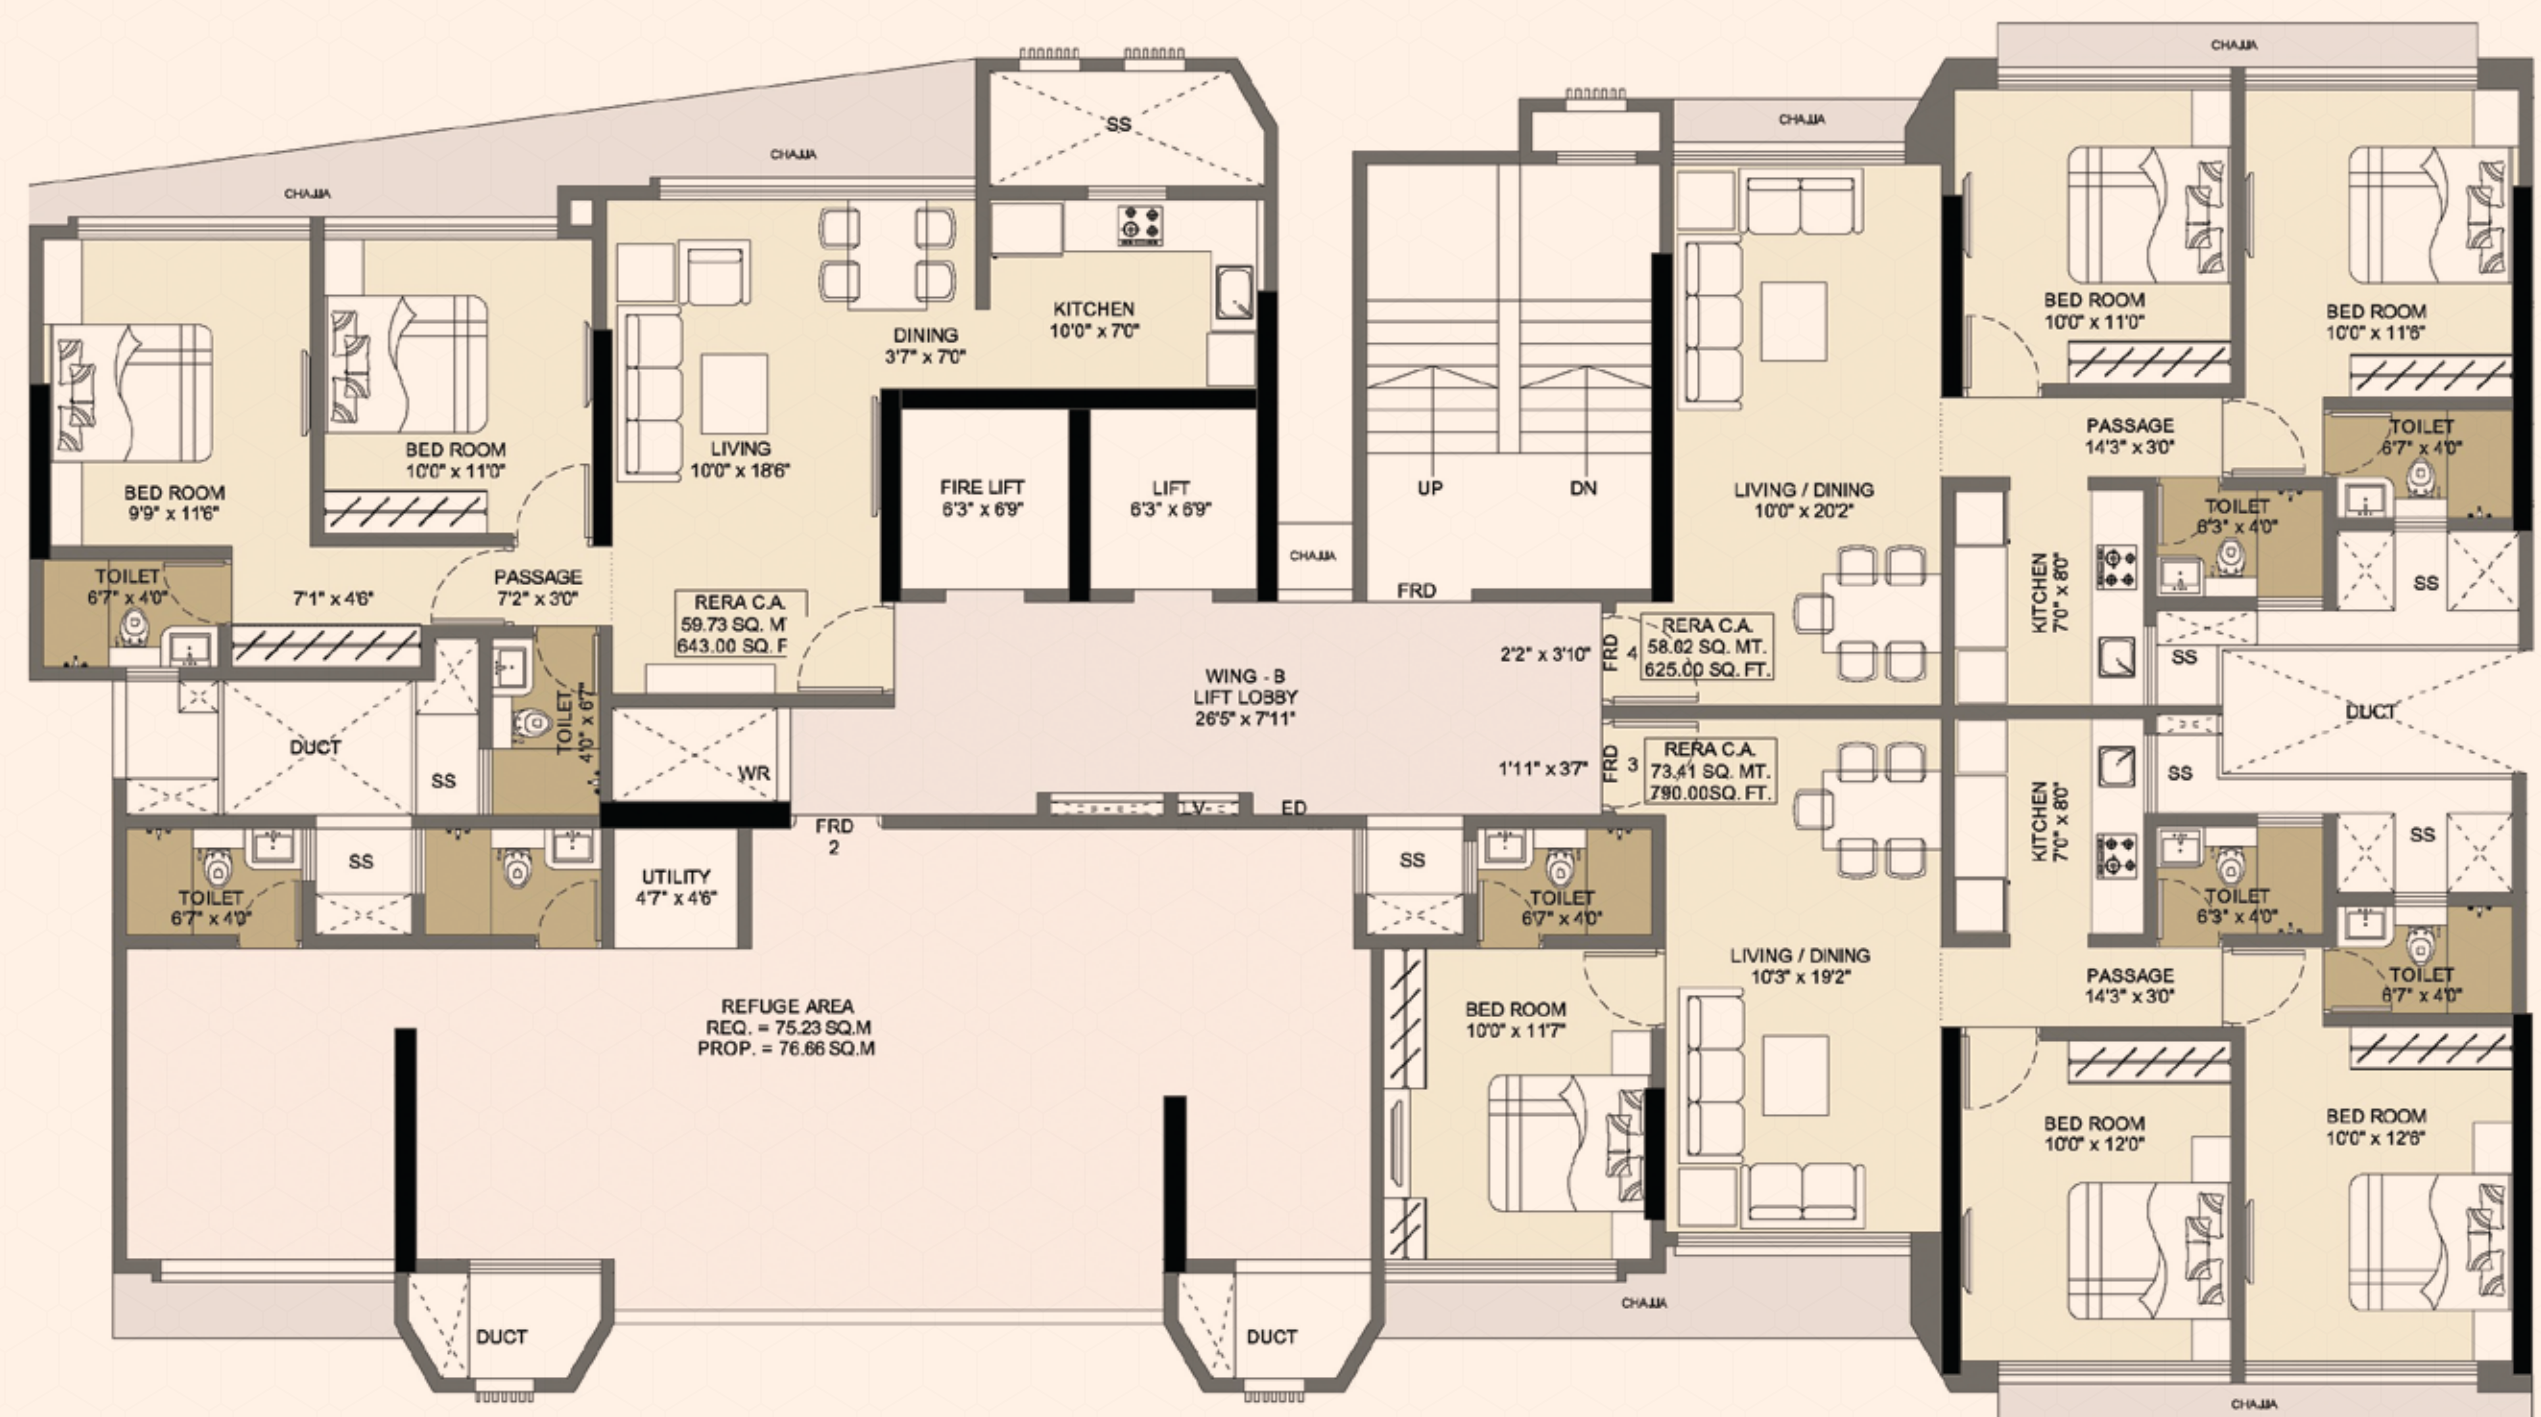 CHAJJA
CHAJJA
CHAJJA
CHAJJA
SS
BED ROOM
9'9" x 11'6"
BED ROOM
10'0" x 11'0"
LIVING
10'0" x 18'6"
DINING
3'7" x 7'0"
KITCHEN
10'0" x 7'0"
FIRE LIFT
6'3" x 6'9"
LIFT
6'3" x 6'9"
CHAJJA
UP
DN
FRD
LIVING / DINING
10'0" x 20'2"
BED ROOM
10'0" x 11'0"
BED ROOM
10'0" x 11'6"
PASSAGE
14'3" x 3'0"
TOILET
6'7" x 4'0"
TOILET
6'3" x 4'0"
SS
KITCHEN
7'0" x 8'0"
SS
TOILET
6'7" x 4'0"
7'1" x 4'6"
PASSAGE
7'2" x 3'0"
RERA C.A.
59.73 SQ. M
643.00 SQ. F
TOILET
4'0" x 6'7"
DUCT
SS
WR
WING - B
LIFT LOBBY
26'5" x 7'11"
2'2" x 3'10"
FRD
4
RERA C.A.
58.02 SQ. MT.
625.00 SQ. FT.
1'11" x 3'7"
FRD
3
RERA C.A.
73.41 SQ. MT.
790.00SQ. FT.
DUCT
LV
ED
FRD
2
KITCHEN
7'0" x 8'0"
SS
SS
TOILET
6'3" x 4'0"
TOILET
6'7" x 4'0"
PASSAGE
14'3" x 3'0"
TOILET
6'7" x 4'0"
SS
UTILITY
4'7" x 4'6"
SS
TOILET
6'7" x 4'0"
REFUGE AREA
REQ. = 75.23 SQ.M
PROP. = 76.66 SQ.M
LIVING / DINING
10'3" x 19'2"
BED ROOM
10'0" x 11'7"
BED ROOM
10'0" x 12'0"
BED ROOM
10'0" x 12'6"
DUCT
DUCT
CHAJJA
CHAJJA